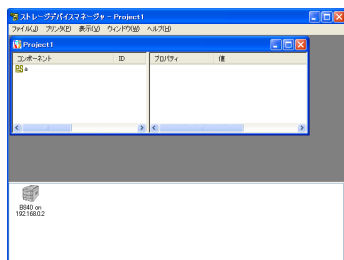 ストレージデバイスマネージャ - Project1
ファイル(J) プリンタ(E) 表示(V) ウィンドウ(W) ヘルプ(H)
Project1
コンポーネント ID プロパティ 値
a
B840 on
192.168.0.2